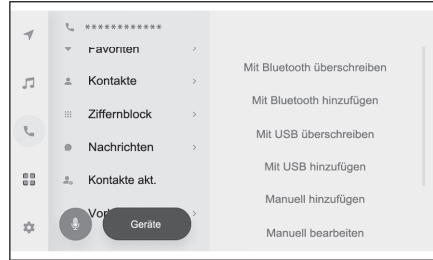 ************
Favoriten
Kontakte
Ziffernblock
Nachrichten
Kontakte akt.
Geräte
Mit Bluetooth überschreiben
Mit Bluetooth hinzufügen
Mit USB überschreiben
Mit USB hinzufügen
Manuell hinzufügen
Manuell bearbeiten